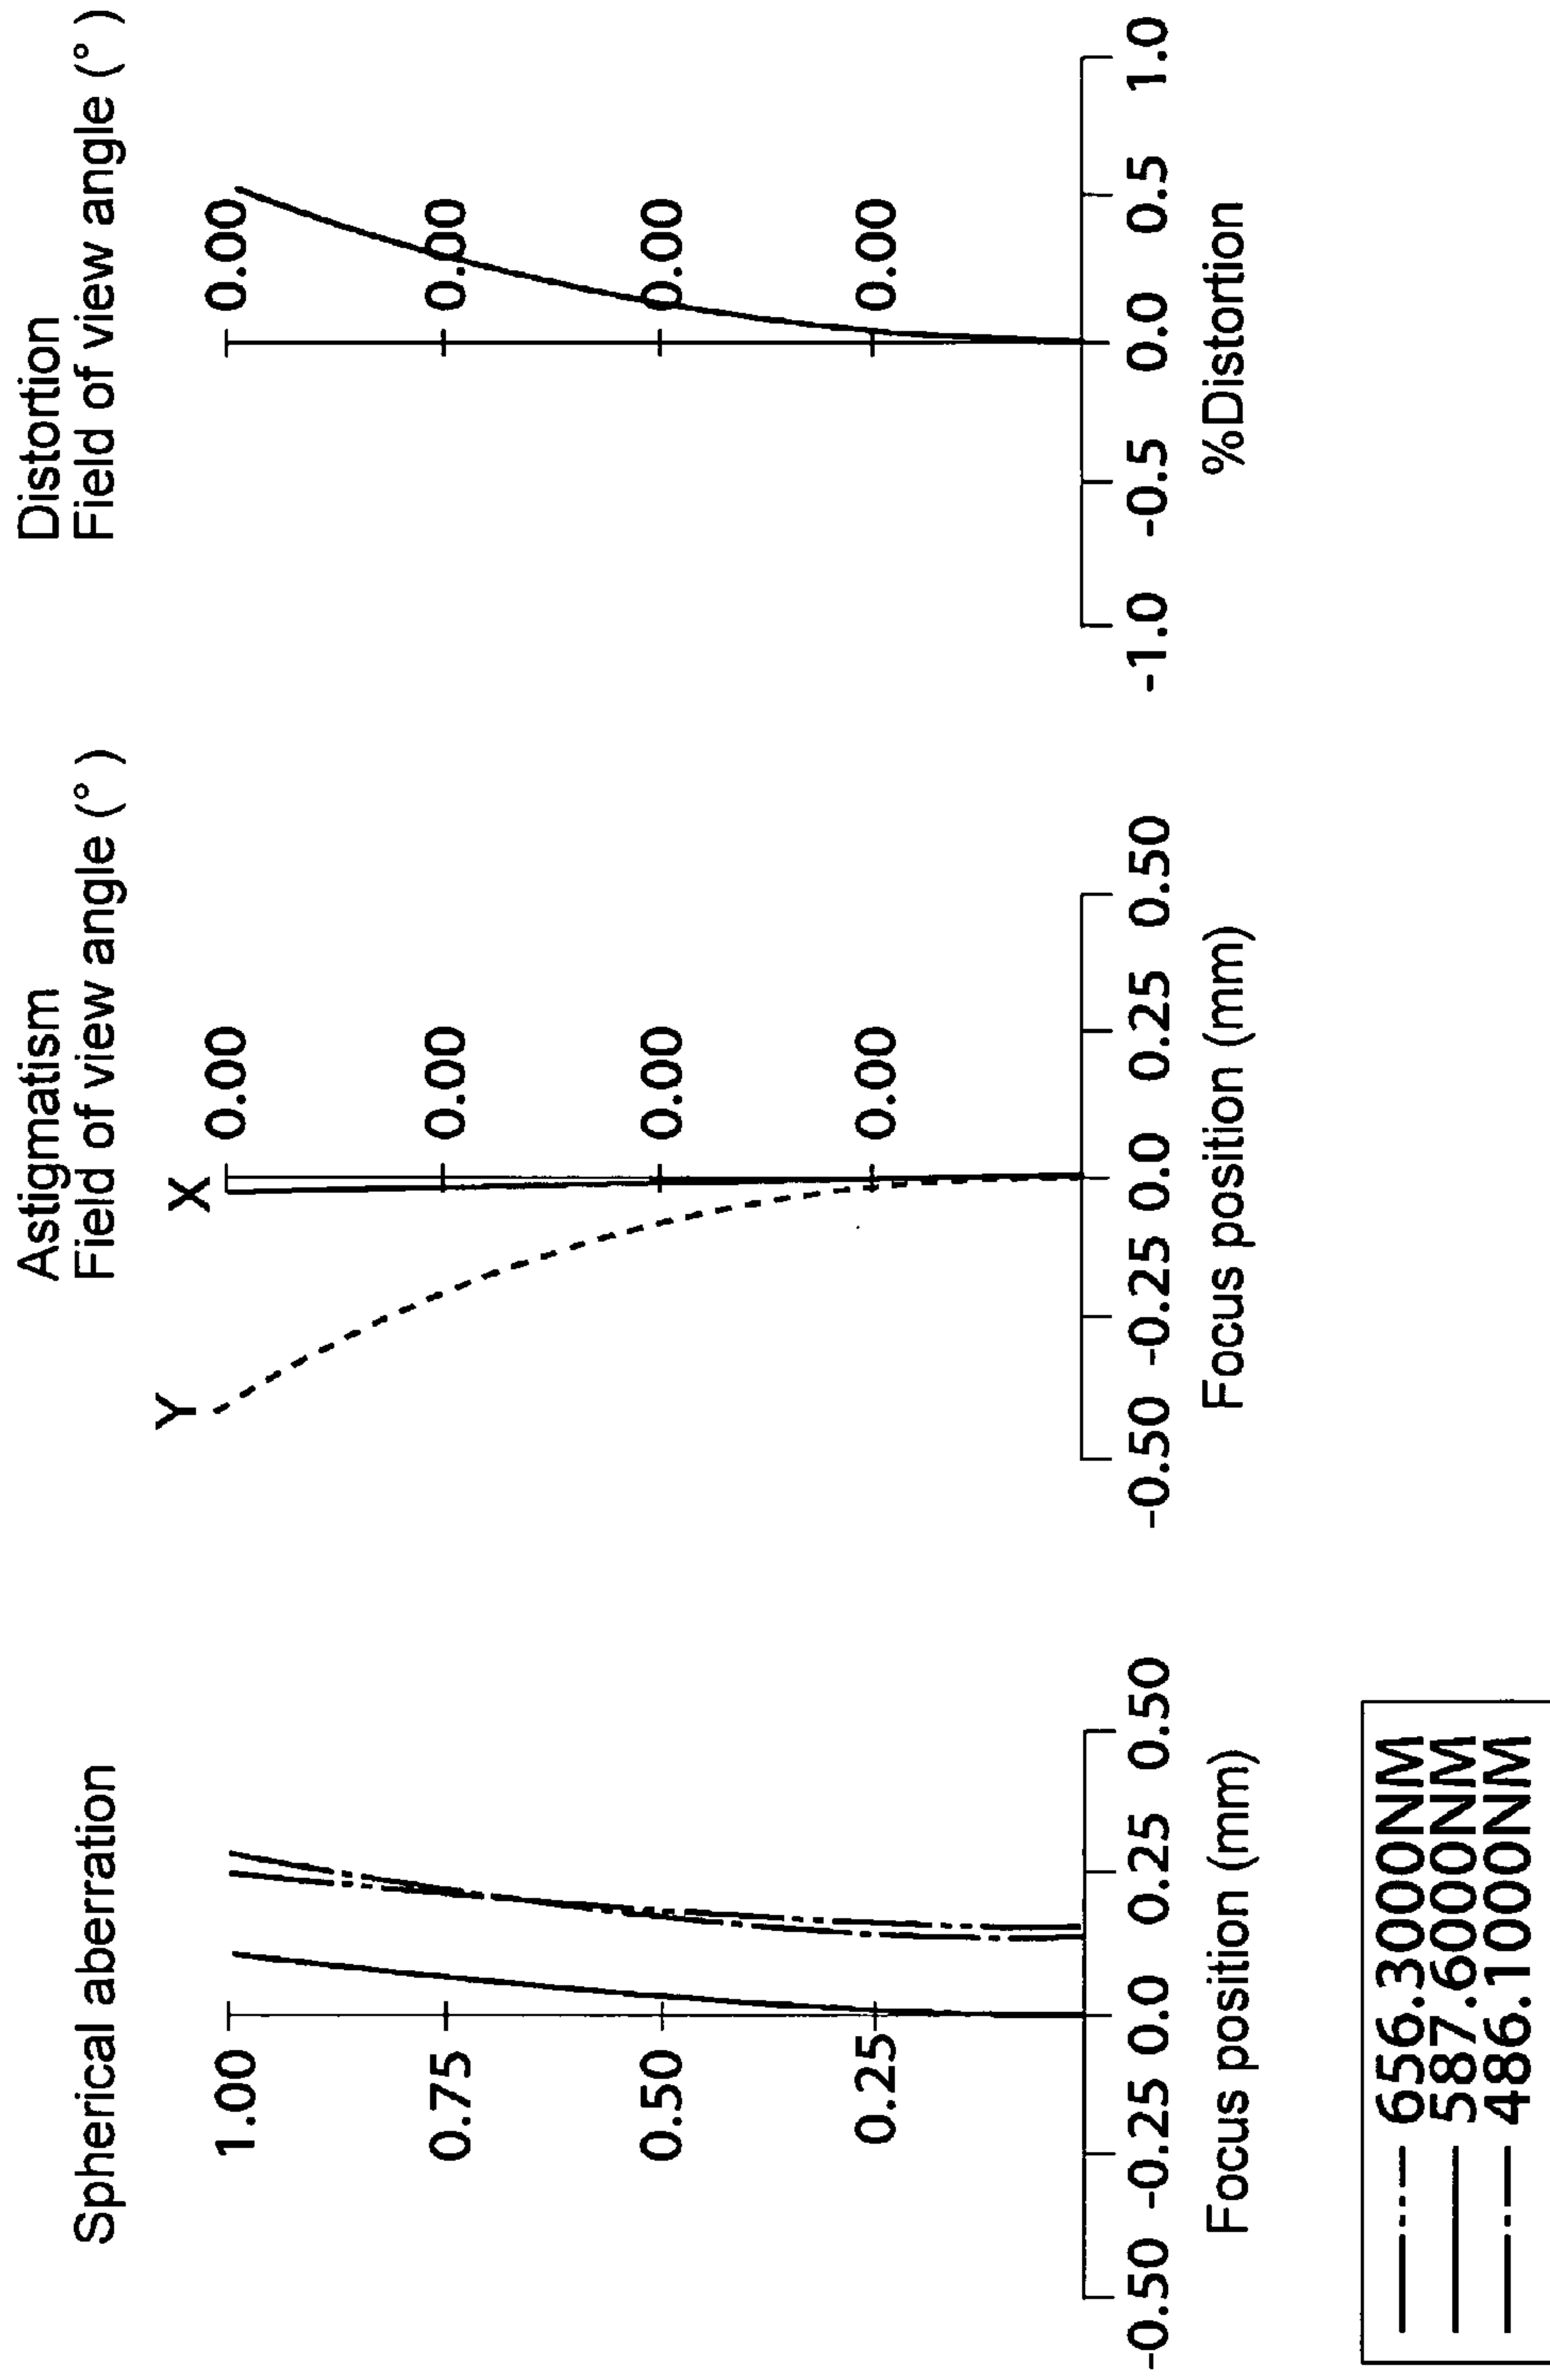 Spherical aberration
1.00
0.75
0.50
0.25
-0.50 -0.25 0.0 0.25 0.50
Focus position (mm)
Astigmatism
Field of view angle (°)
Y
X
0.00
0.00
0.00
0.00
-0.50 -0.25 0.0 0.25 0.50
Focus position (mm)
Distortion
Field of view angle (°)
0.00
0.00
0.00
0.00
-1.0 -0.5 0.0 0.5 1.0
%Distortion
656.3000NM
587.6000NM
486.1000NM